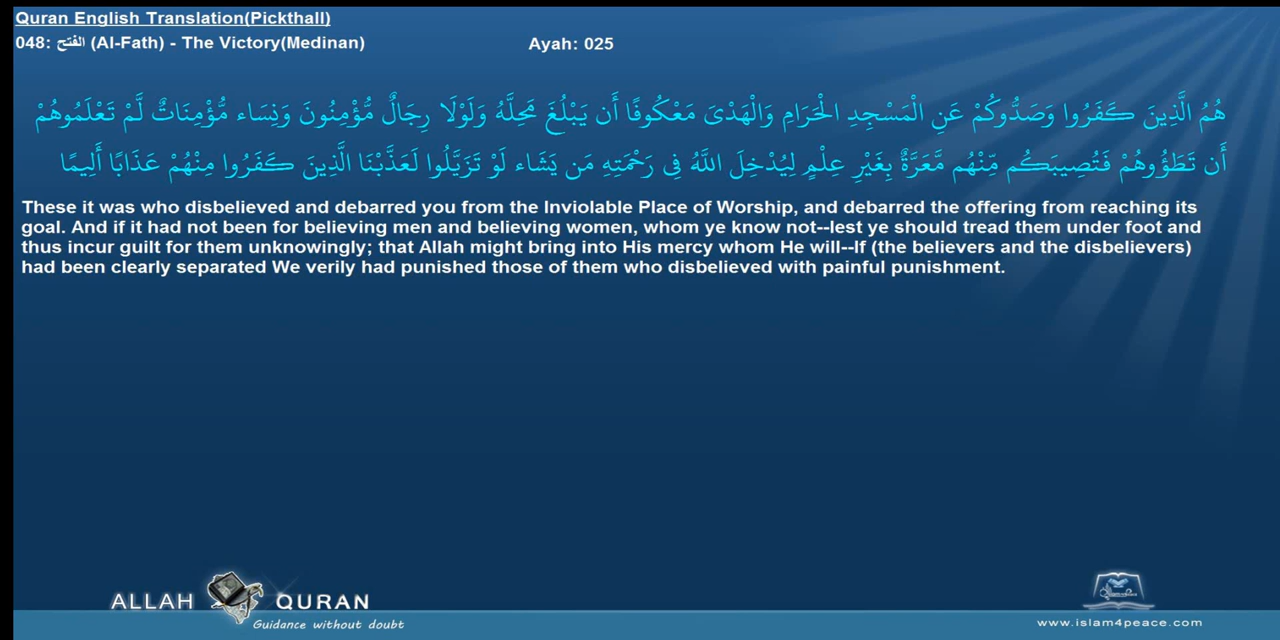 Quran English Translation(Pickthall)
048: الفتح (Al-Fath) - The Victory(Medinan)
Ayah: 025
هُمُ الَّذِينَ كَفَرُوا وَصَدُّوكُمْ عَنِ الْمَسْجِدِ الْحَرَامِ وَالْهَدْىَ مَعْكُوفًا أَن يَبْلُغَ مَحِلَّهُ وَلَوْلَا رِجَالٌ مُّؤْمِنُونَ وَنِسَاء مُّؤْمِنَاتٌ لَّمْ تَعْلَمُوهُمْ
أَن تَطَؤُوهُمْ فَتُصِيبَكُم مِّنْهُم مَّعَرَّةٌ بِغَيْرِ عِلْمٍ لِيُدْخِلَ اللَّهُ فِى رَحْمَتِهِ مَن يَشَاء لَوْ تَزَيَّلُوا لَعَذَّبْنَا الَّذِينَ كَفَرُوا مِنْهُمْ عَذَابًا أَلِيمًا
These it was who disbelieved and debarred you from the Inviolable Place of Worship, and debarred the offering from reaching its
goal. And if it had not been for believing men and believing women, whom ye know not--lest ye should tread them under foot and
thus incur guilt for them unknowingly; that Allah might bring into His mercy whom He will--If (the believers and the disbelievers)
had been clearly separated We verily had punished those of them who disbelieved with painful punishment.
ALLAH QURAN
Guidance without doubt
www.islam4peace.com